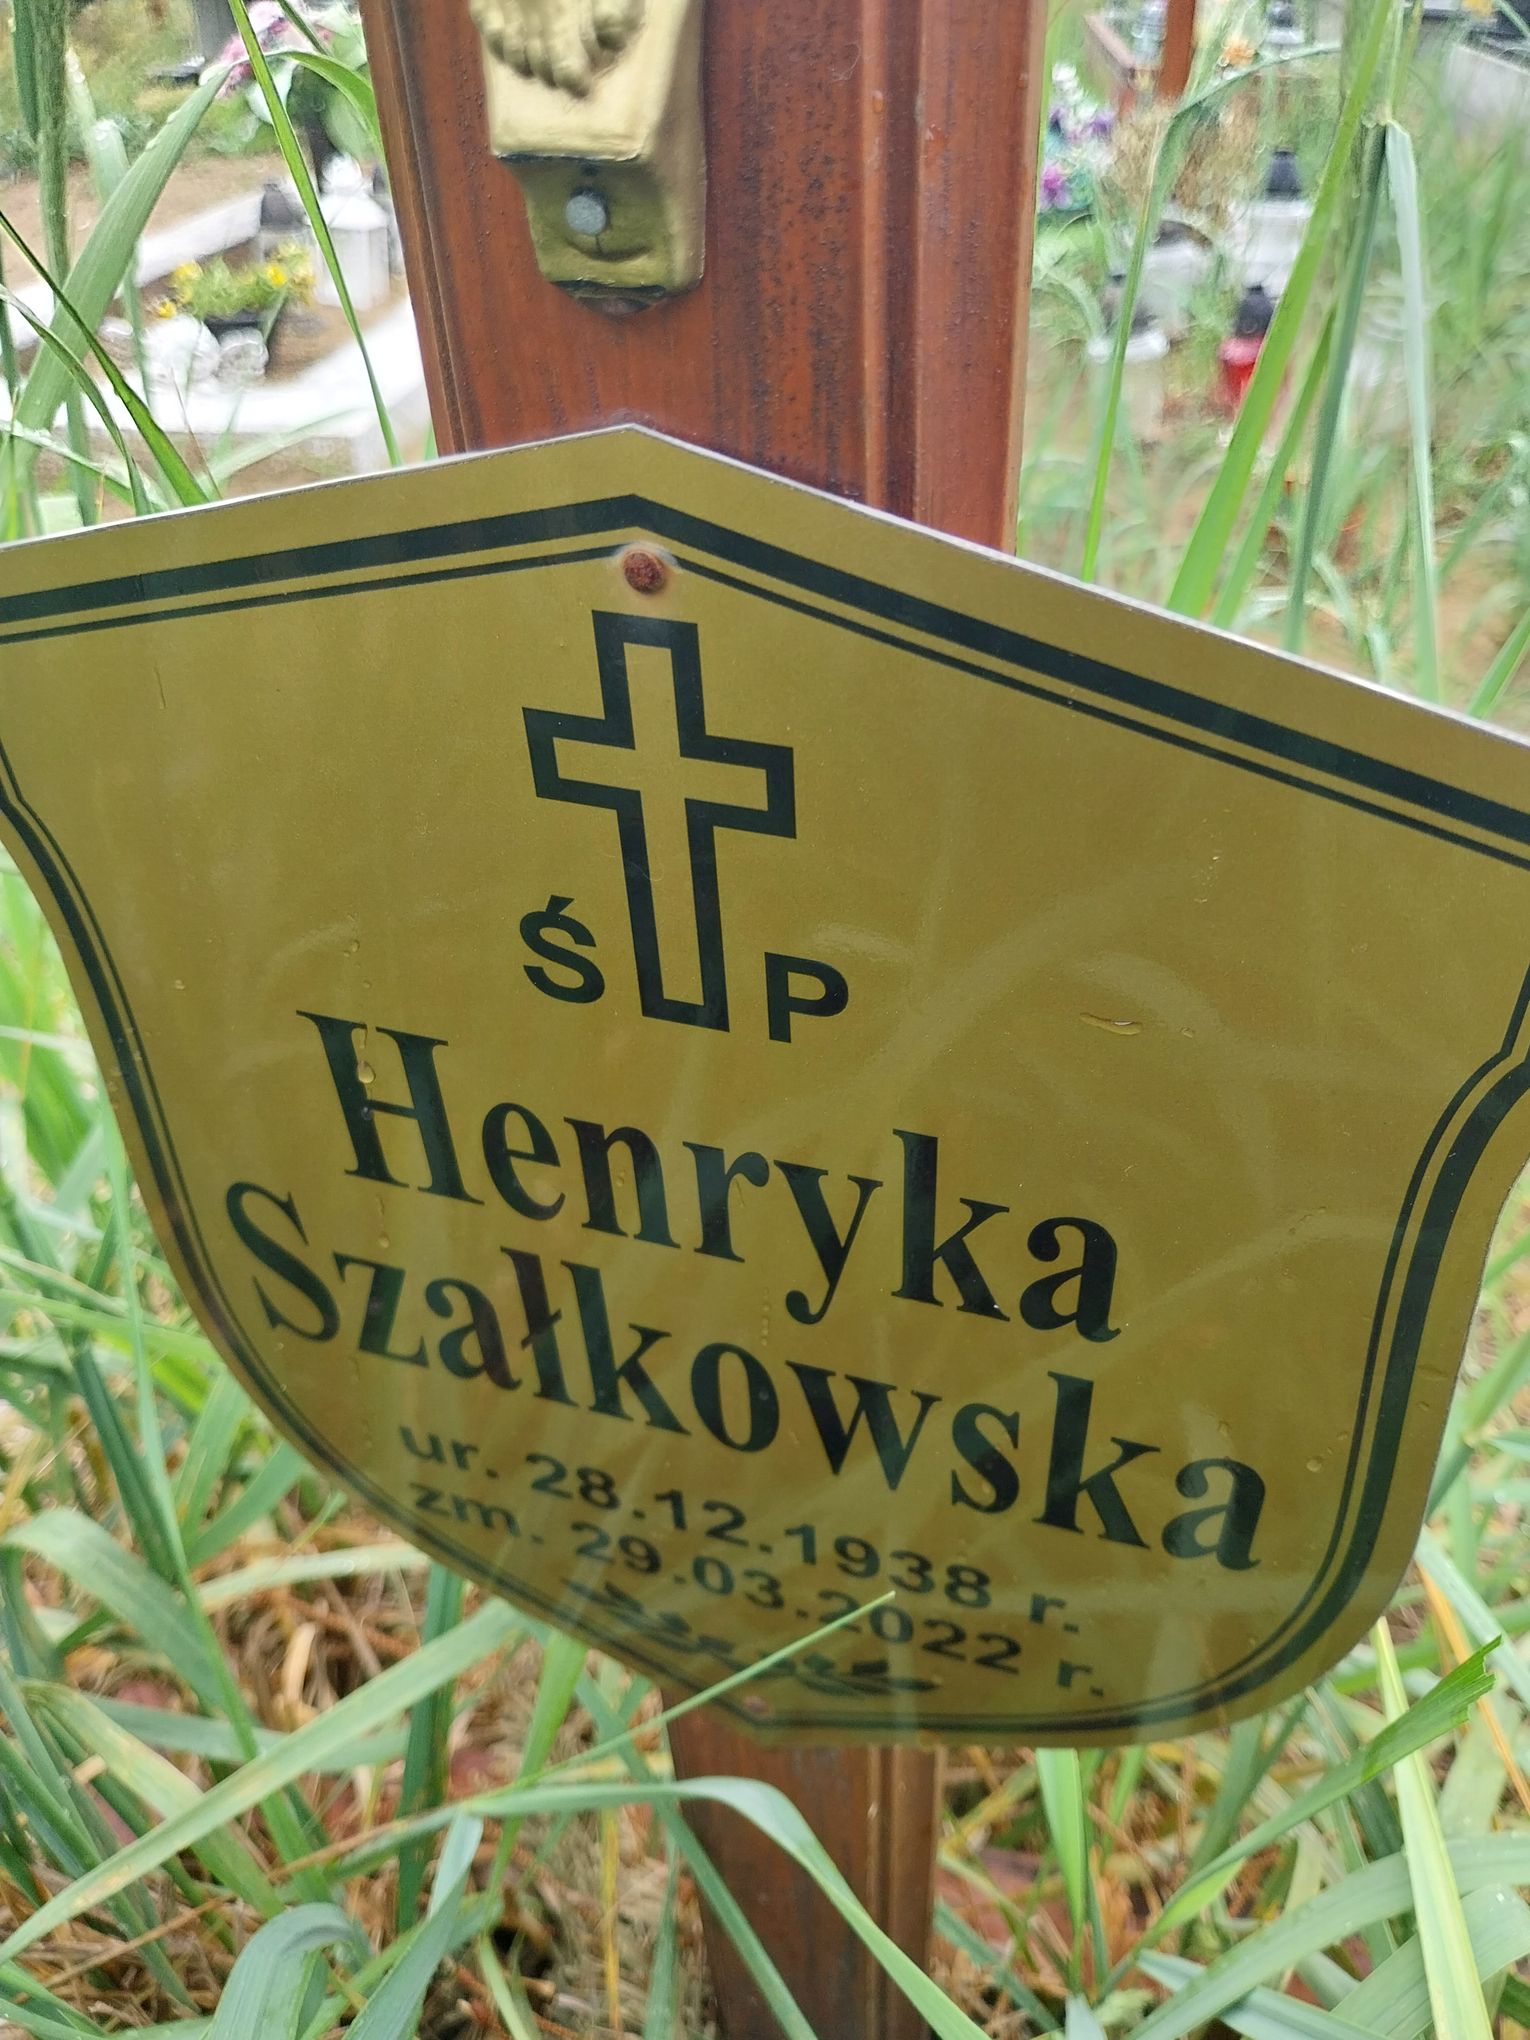 Ś P
Henryka
Szałkowska
ur. 28.12.1938 r.
zm. 29.03.2022 r.